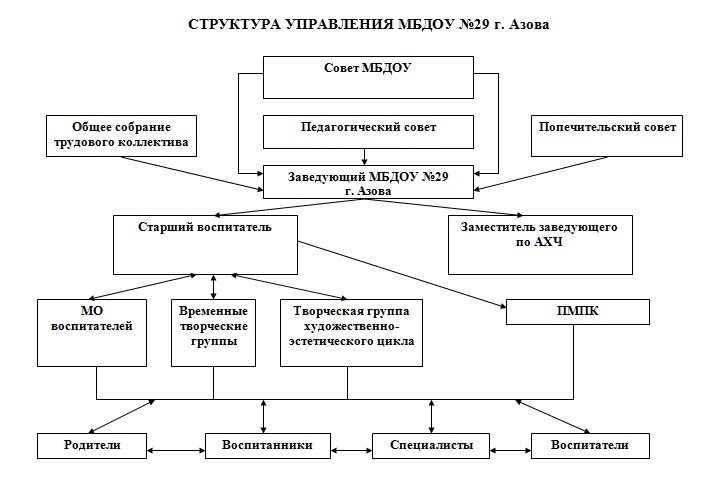 СТРУКТУРА УПРАВЛЕНИЯ МБДОУ №29 г. Азова
Совет МБДОУ
Общее собрание
трудового коллектива
Педагогический совет
Попечительский совет
Заведующий МБДОУ №29
г. Азова
Старший воспитатель
Заместитель заведующего
по АХЧ
МО
воспитателей
Временные
творческие
группы
Творческая группа
художественно-
эстетического цикла
ПМПК
Родители
Воспитанники
Специалисты
Воспитатели